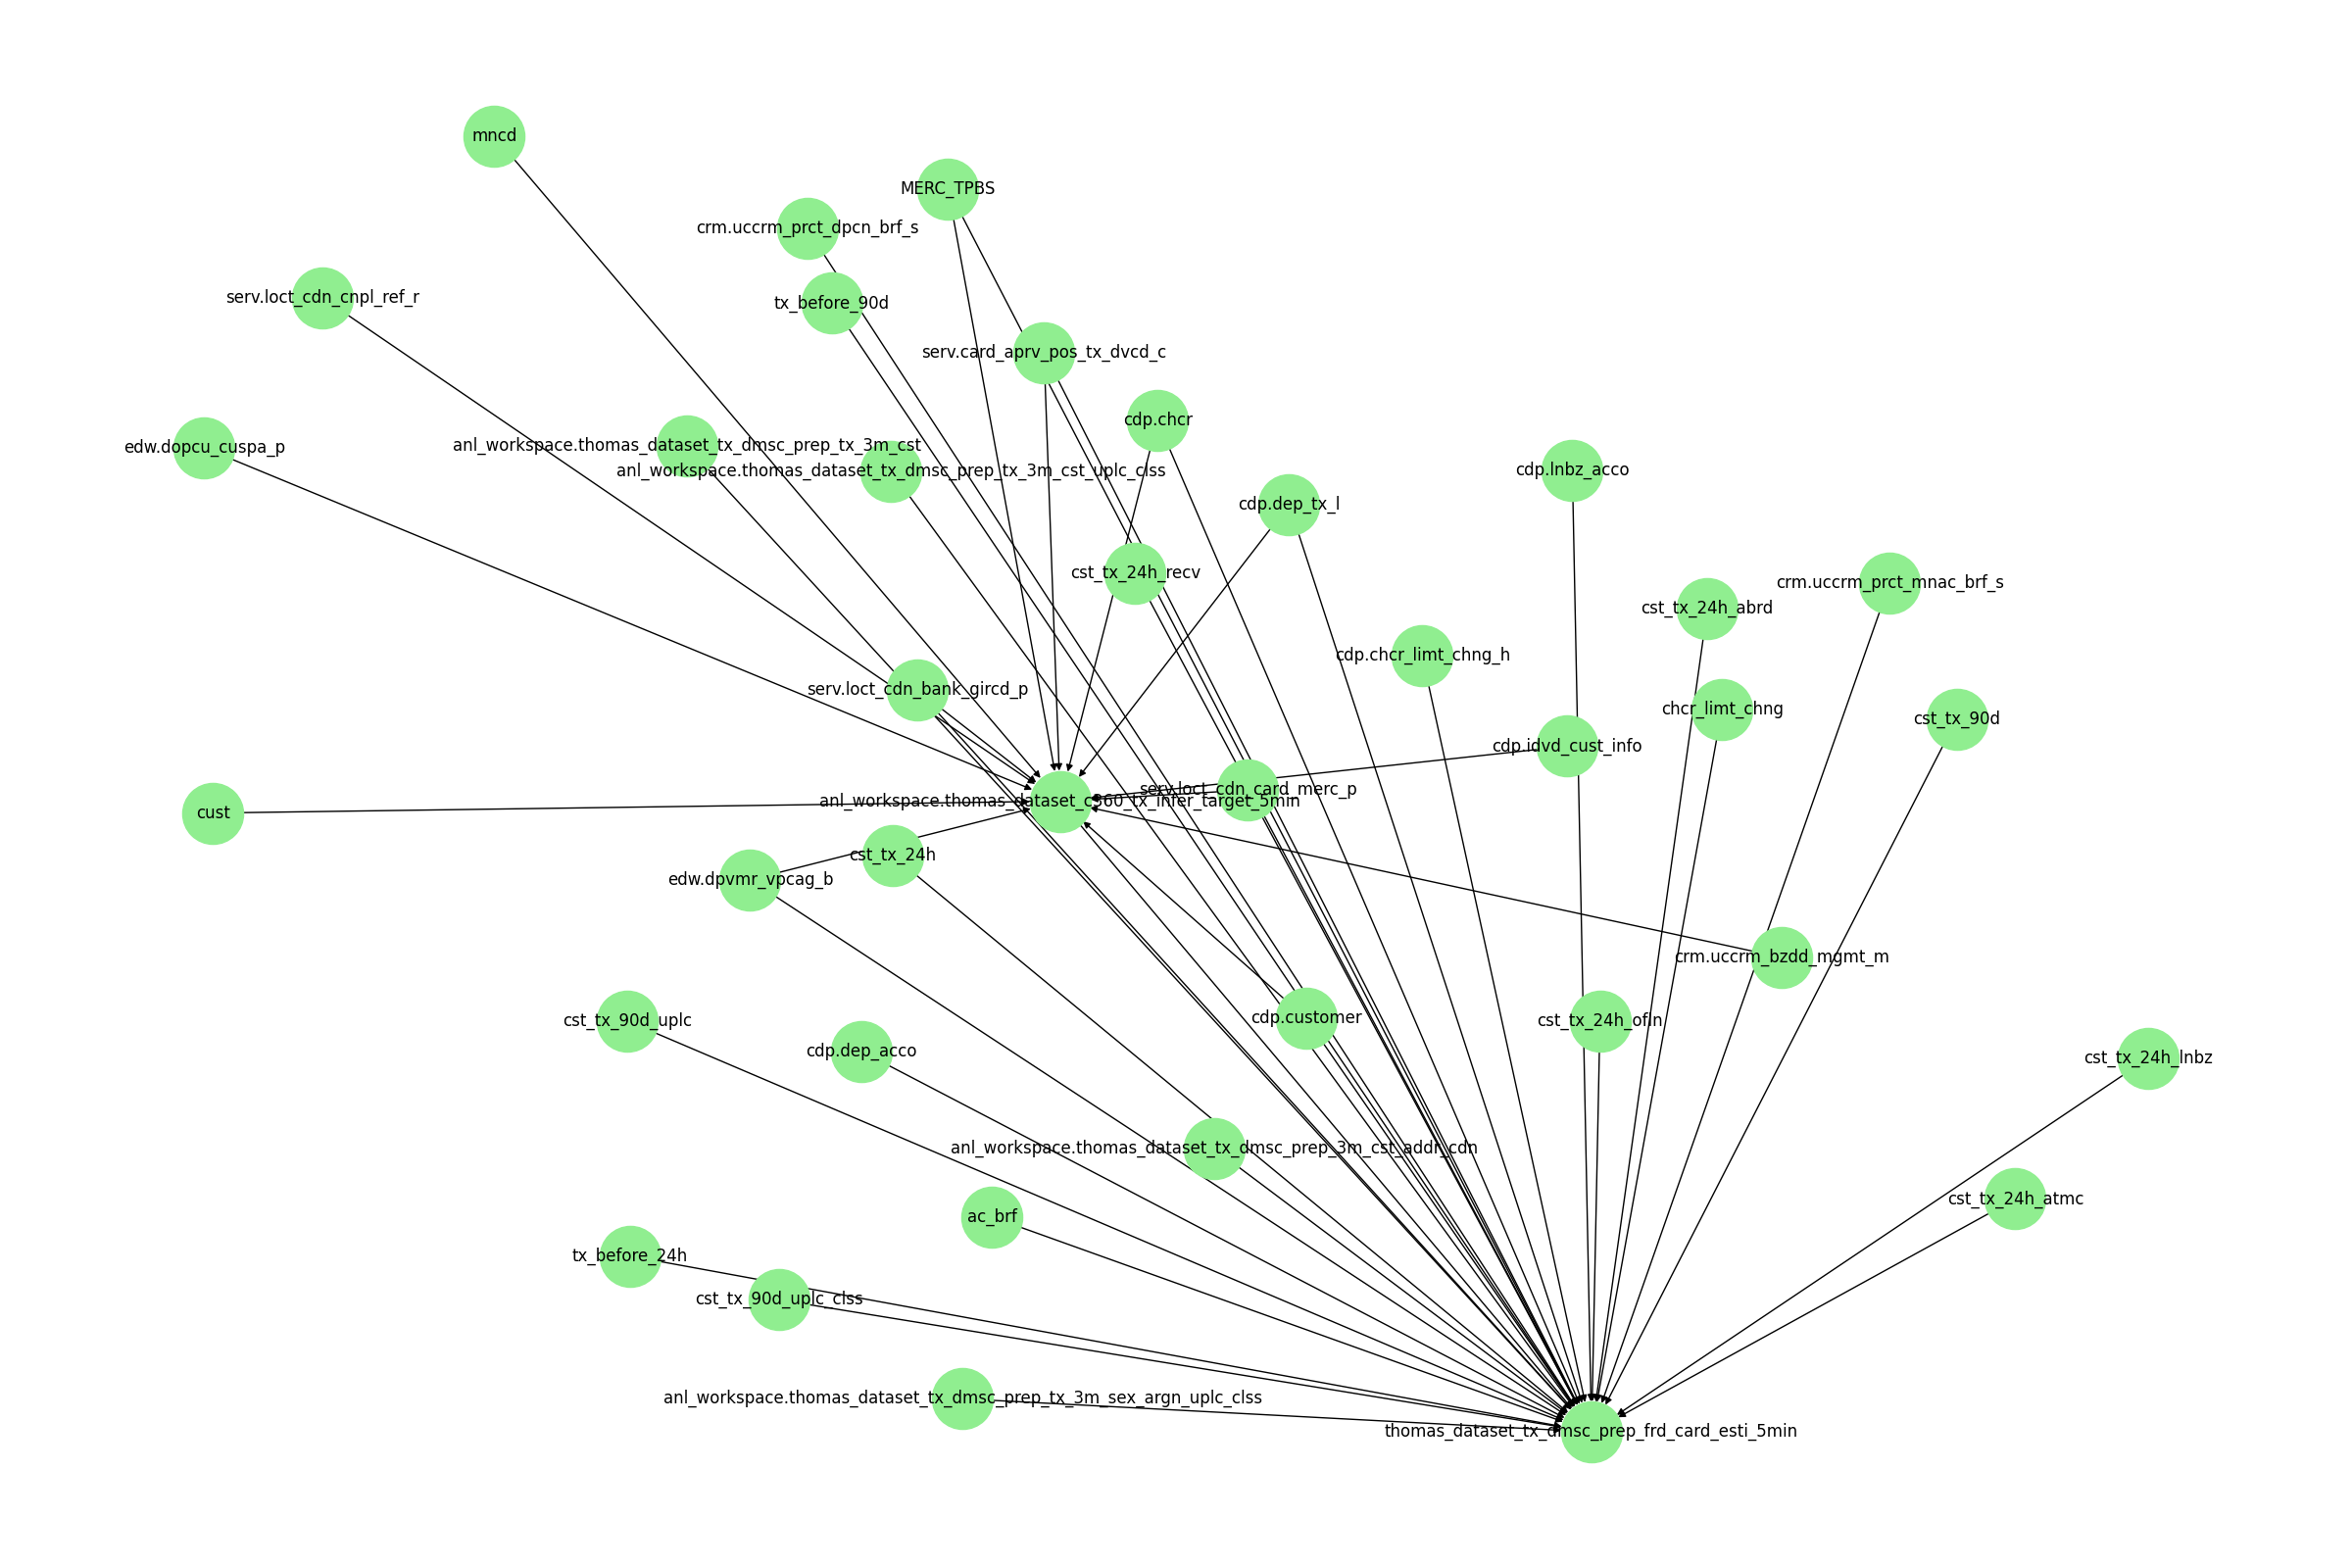 mncd
MERC_TPBS
crm.uccrm_prct_dpcn_brf_s
serv.loct_cdn_cnpl_ref_r
tx_before_90d
serv.card_aprv_pos_tx_dvcd_c
cdp.chcr
edw.dopcu_cuspa_p
anl_workspace.thomas_dataset_tx_dmsc_prep_tx_3m_cst
anl_workspace.thomas_dataset_tx_dmsc_prep_tx_3m_cst_uplc_clss
cdp.lnbz_acco
cdp.dep_tx_l
cst_tx_24h_recv
crm.uccrm_prct_mnac_brf_s
cst_tx_24h_abrd
cdp.chcr_limt_chng_h
serv.loct_cdn_bank_gircd_p
chcr_limt_chng
cst_tx_90d
cdp.idvd_cust_info
serv.loct_cdn_card_merc_p
anl_workspace.thomas_dataset_c360_tx_infer_target_5min
cust
cst_tx_24h
edw.dpvmr_vpcag_b
crm.uccrm_bzdd_mgmt_m
cst_tx_90d_uplc
cdp.customer
cst_tx_24h_ofln
cdp.dep_acco
cst_tx_24h_lnbz
anl_workspace.thomas_dataset_tx_dmsc_prep_3m_cst_addr_cdn
cst_tx_24h_atmc
ac_brf
tx_before_24h
cst_tx_90d_uplc_clss
anl_workspace.thomas_dataset_tx_dmsc_prep_tx_3m_sex_argn_uplc_clss
thomas_dataset_tx_dmsc_prep_frd_card_esti_5min